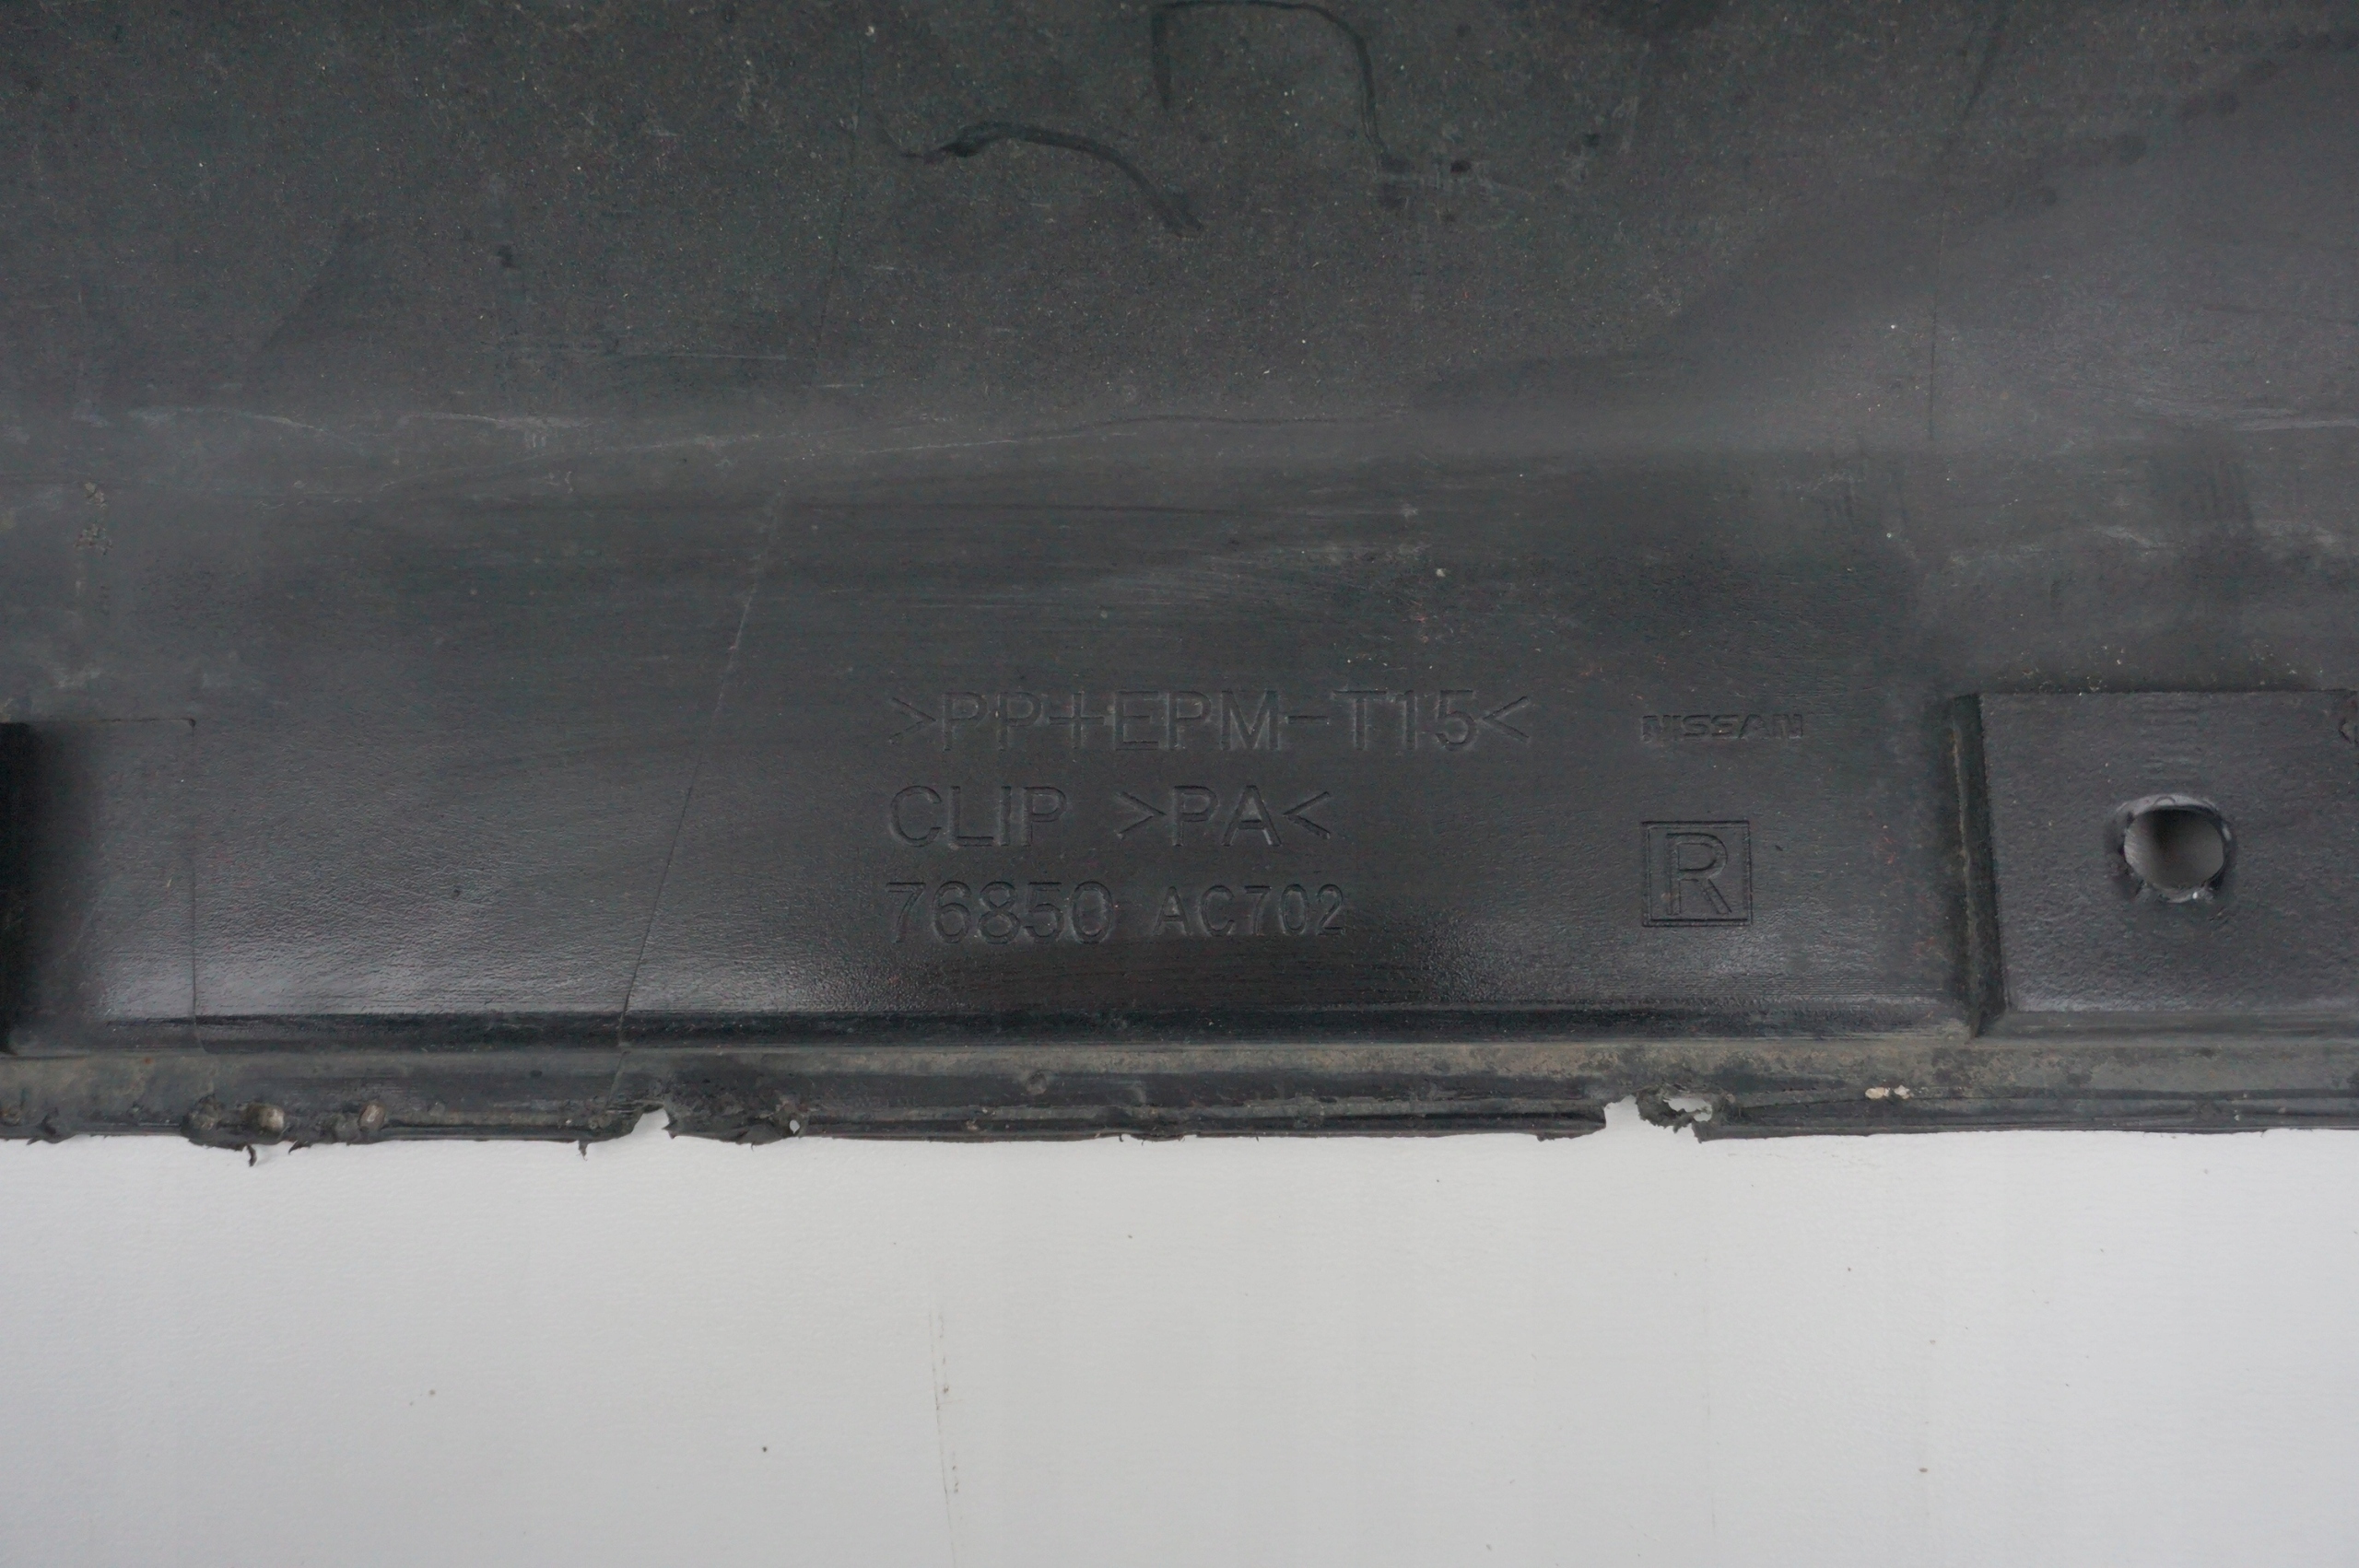 >PP+EPM-T15<
NISSAN
CLIP >PA<
R
76850 AC702